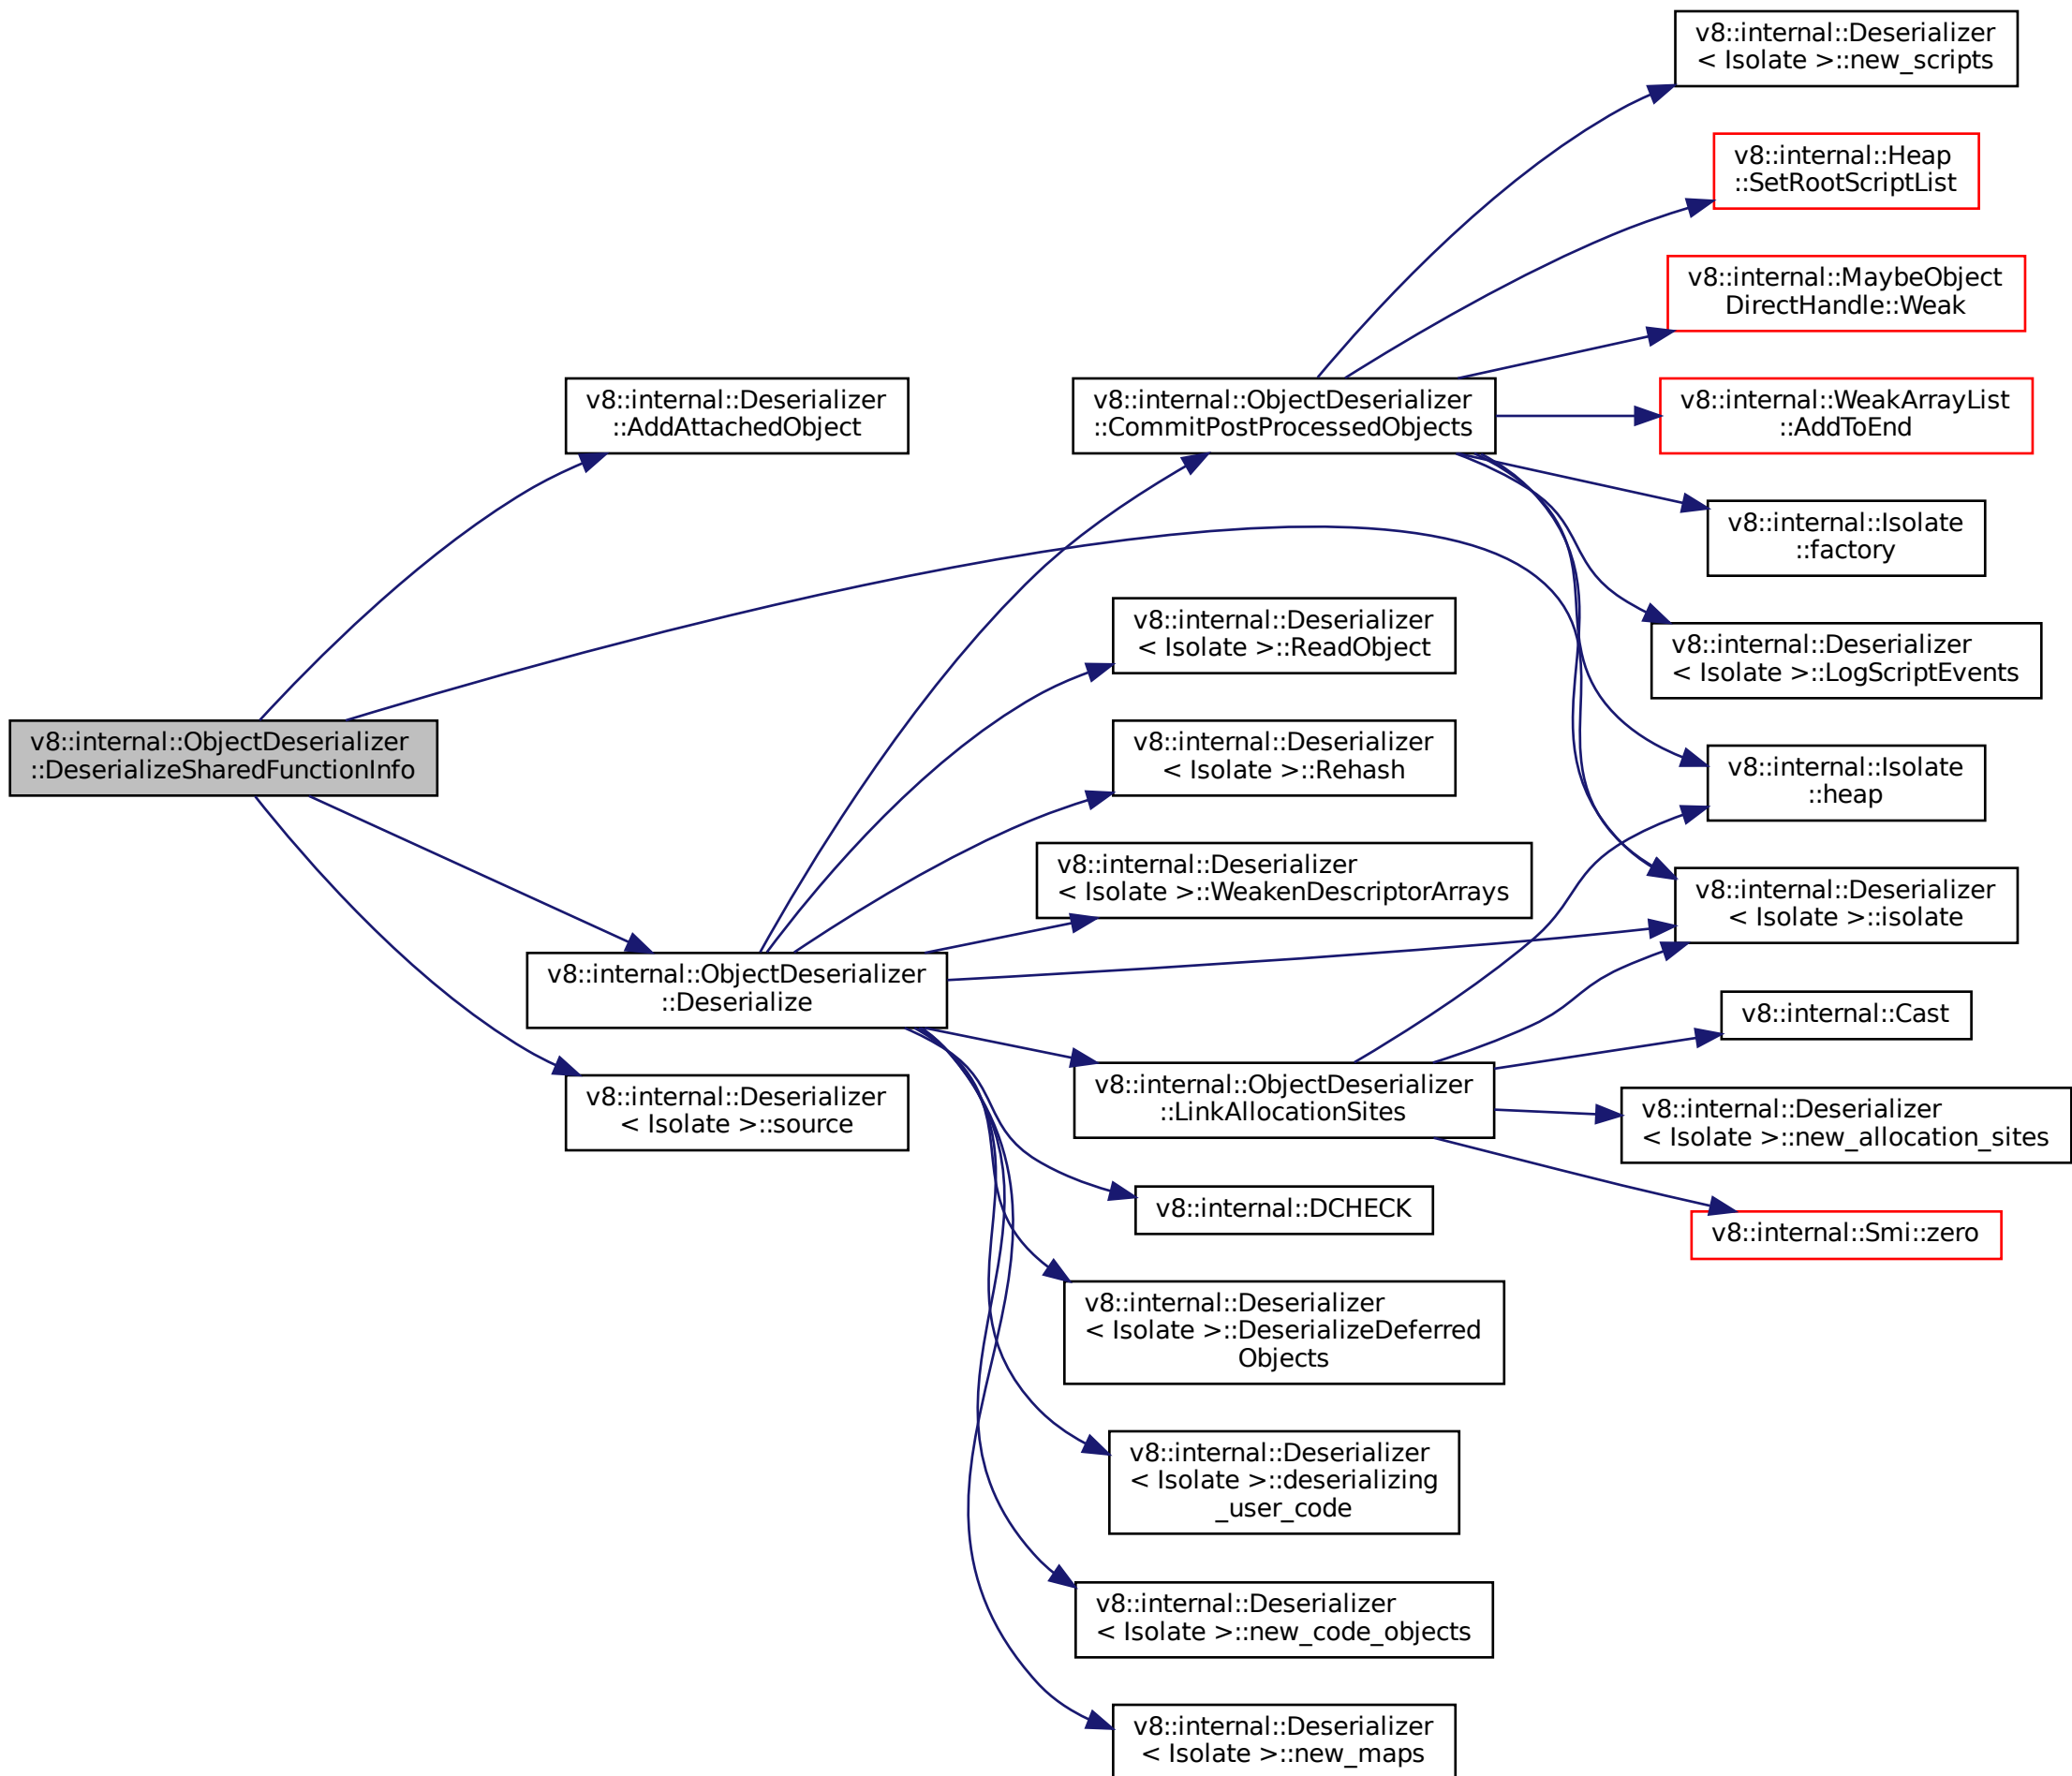 v8::internal::Deserializer
< Isolate >::new_scripts
v8::internal::Heap
::SetRootScriptList
v8::internal::MaybeObject
DirectHandle::Weak
v8::internal::Deserializer
::AddAttachedObject
v8::internal::ObjectDeserializer
::CommitPostProcessedObjects
v8::internal::WeakArrayList
::AddToEnd
v8::internal::Isolate
::factory
v8::internal::Deserializer
< Isolate >::ReadObject
v8::internal::Deserializer
< Isolate >::LogScriptEvents
v8::internal::ObjectDeserializer
::DeserializeSharedFunctionInfo
v8::internal::Deserializer
< Isolate >::Rehash
v8::internal::Isolate
::heap
v8::internal::Deserializer
< Isolate >::WeakenDescriptorArrays
v8::internal::Deserializer
< Isolate >::isolate
v8::internal::ObjectDeserializer
::Deserialize
v8::internal::Cast
v8::internal::Deserializer
< Isolate >::source
v8::internal::ObjectDeserializer
::LinkAllocationSites
v8::internal::Deserializer
< Isolate >::new_allocation_sites
v8::internal::DCHECK
v8::internal::Smi::zero
v8::internal::Deserializer
< Isolate >::DeserializeDeferred
Objects
v8::internal::Deserializer
< Isolate >::deserializing
_user_code
v8::internal::Deserializer
< Isolate >::new_code_objects
v8::internal::Deserializer
< Isolate >::new_maps